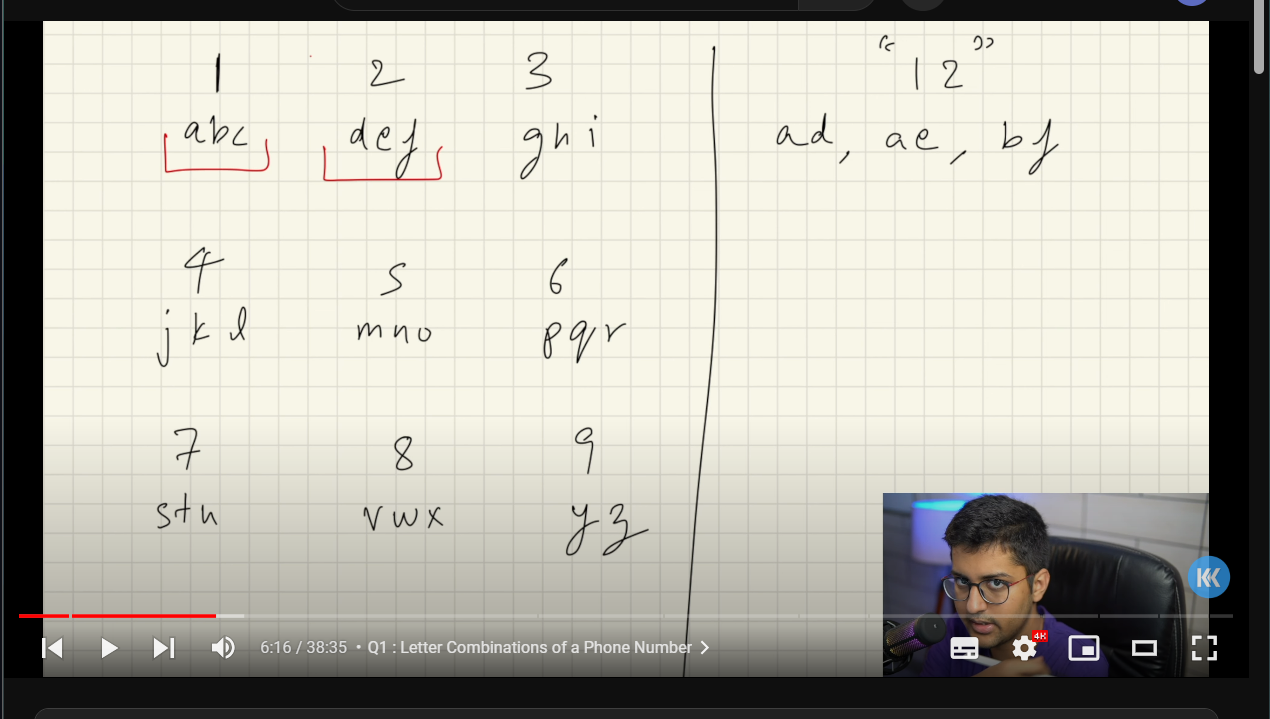 1 2 3
abc def ghi
4 5 6
jkl mno pqr
7 8 9
stu vwx yz
"12"
ad, ae, bf
K
4K
6:16 / 38:35 • Q1 : Letter Combinations of a Phone Number